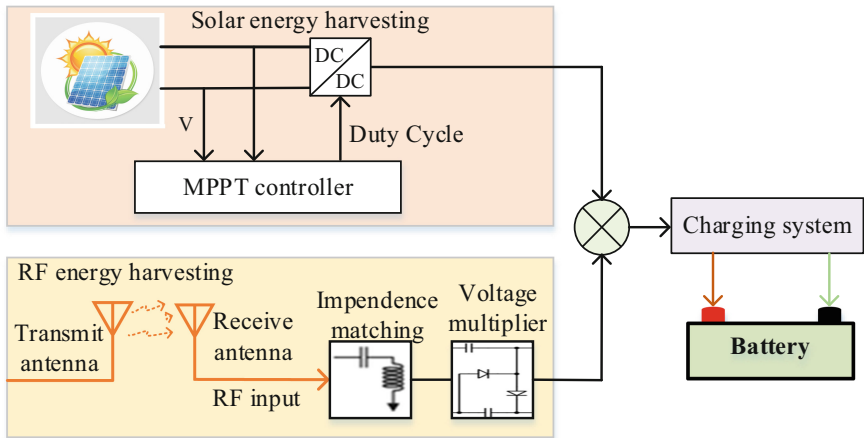 Solar energy harvesting
DC
DC
V
Duty Cycle
MPPT controller
Charging system
RF energy harvesting
Impendence
matching
Voltage
multiplier
Transmit
antenna
Receive
antenna
RF input
Battery